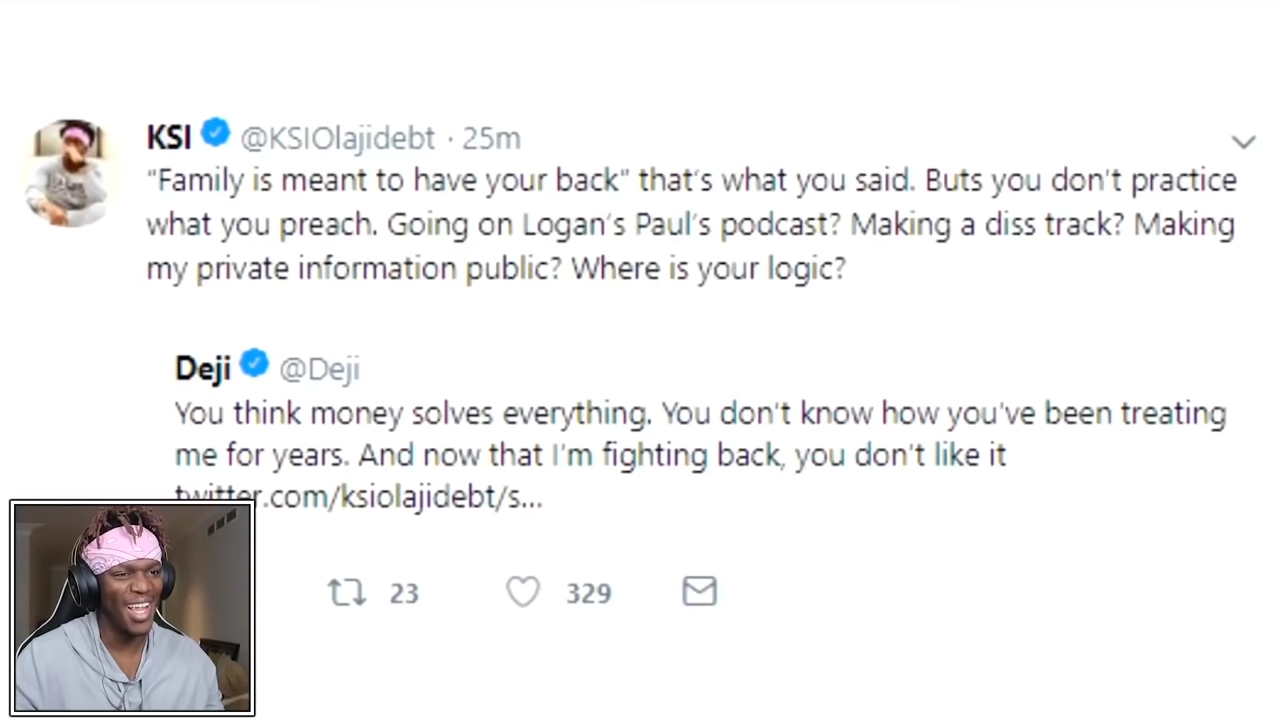 KSI @KSIOlajidebt · 25m
"Family is meant to have your back" that's what you said. Buts you don't practice
what you preach. Going on Logan's Paul's podcast? Making a diss track? Making
my private information public? Where is your logic?
Deji @Deji
You think money solves everything. You don't know how you've been treating
me for years. And now that I'm fighting back, you don't like it
twitter.com/ksiolajidebt/s...
23 329